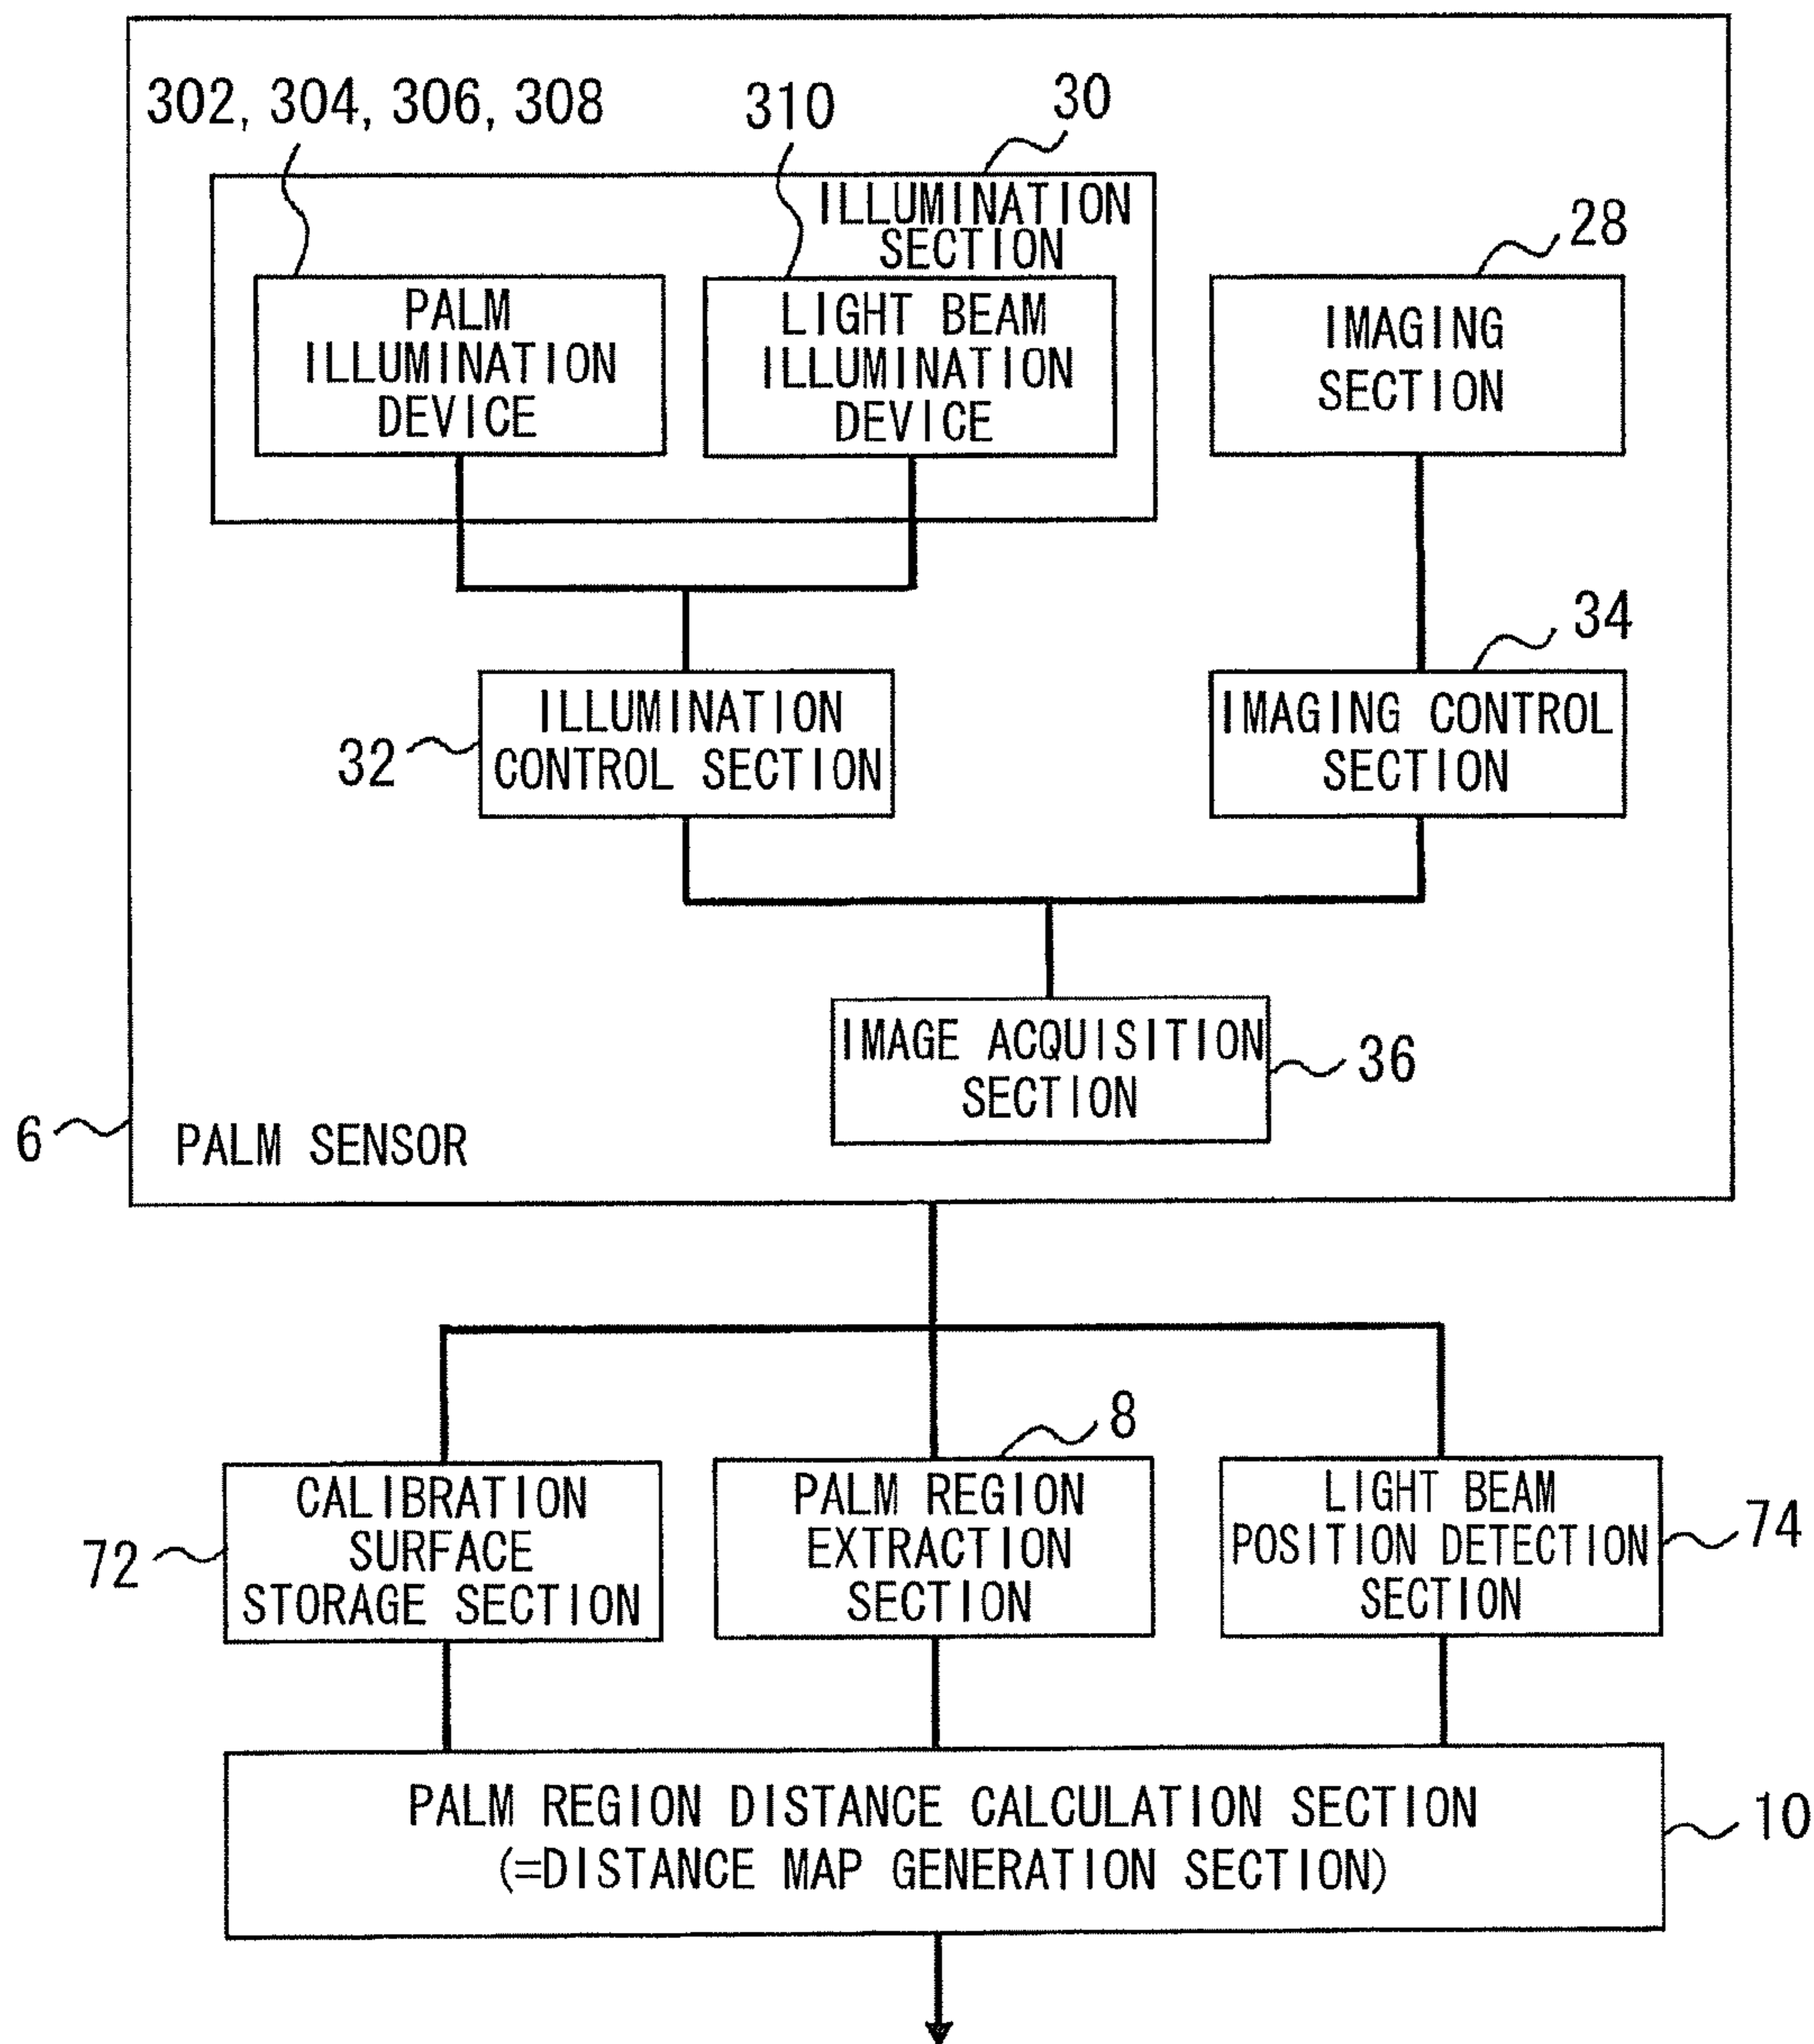 302, 304, 306, 308
310
30
ILLUMINATION
SECTION
28
PALM
ILLUMINATION
DEVICE
LIGHT BEAM
ILLUMINATION
DEVICE
IMAGING
SECTION
34
32
ILLUMINATION
CONTROL SECTION
IMAGING CONTROL
SECTION
IMAGE ACQUISITION
SECTION
36
6
PALM SENSOR
8
72
CALIBRATION
SURFACE
STORAGE SECTION
PALM REGION
EXTRACTION
SECTION
LIGHT BEAM
POSITION DETECTION
SECTION
74
PALM REGION DISTANCE CALCULATION SECTION
(=DISTANCE MAP GENERATION SECTION)
10